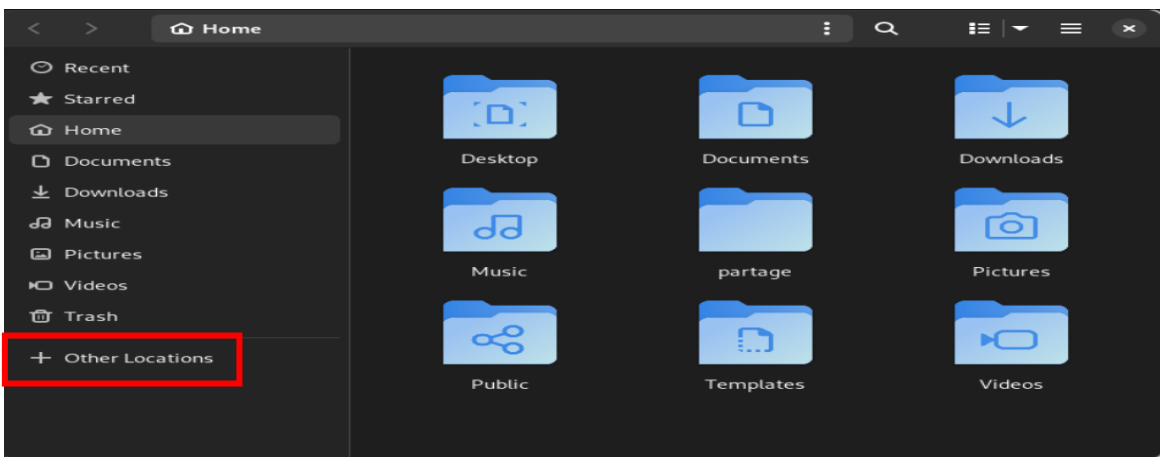 Home
Recent
Starred
Home
Documents
Downloads
Music
Pictures
Videos
Trash
Other Locations
Desktop
Documents
Downloads
Music
partage
Pictures
Public
Templates
Videos